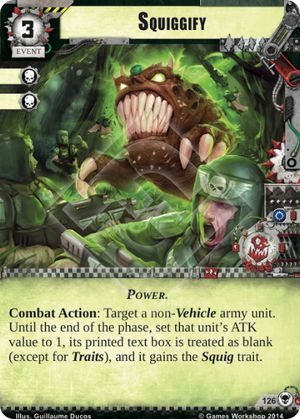 Squiggify
3
EVENT
Power.
Combat Action: Target a non-Vehicle army unit.
Until the end of the phase, set that unit's ATK
value to 1, its printed text box is treated as blank
(except for Traits), and it gains the Squig trait.
126
Illus. Guillaume Ducos
© Games Workshop 2014